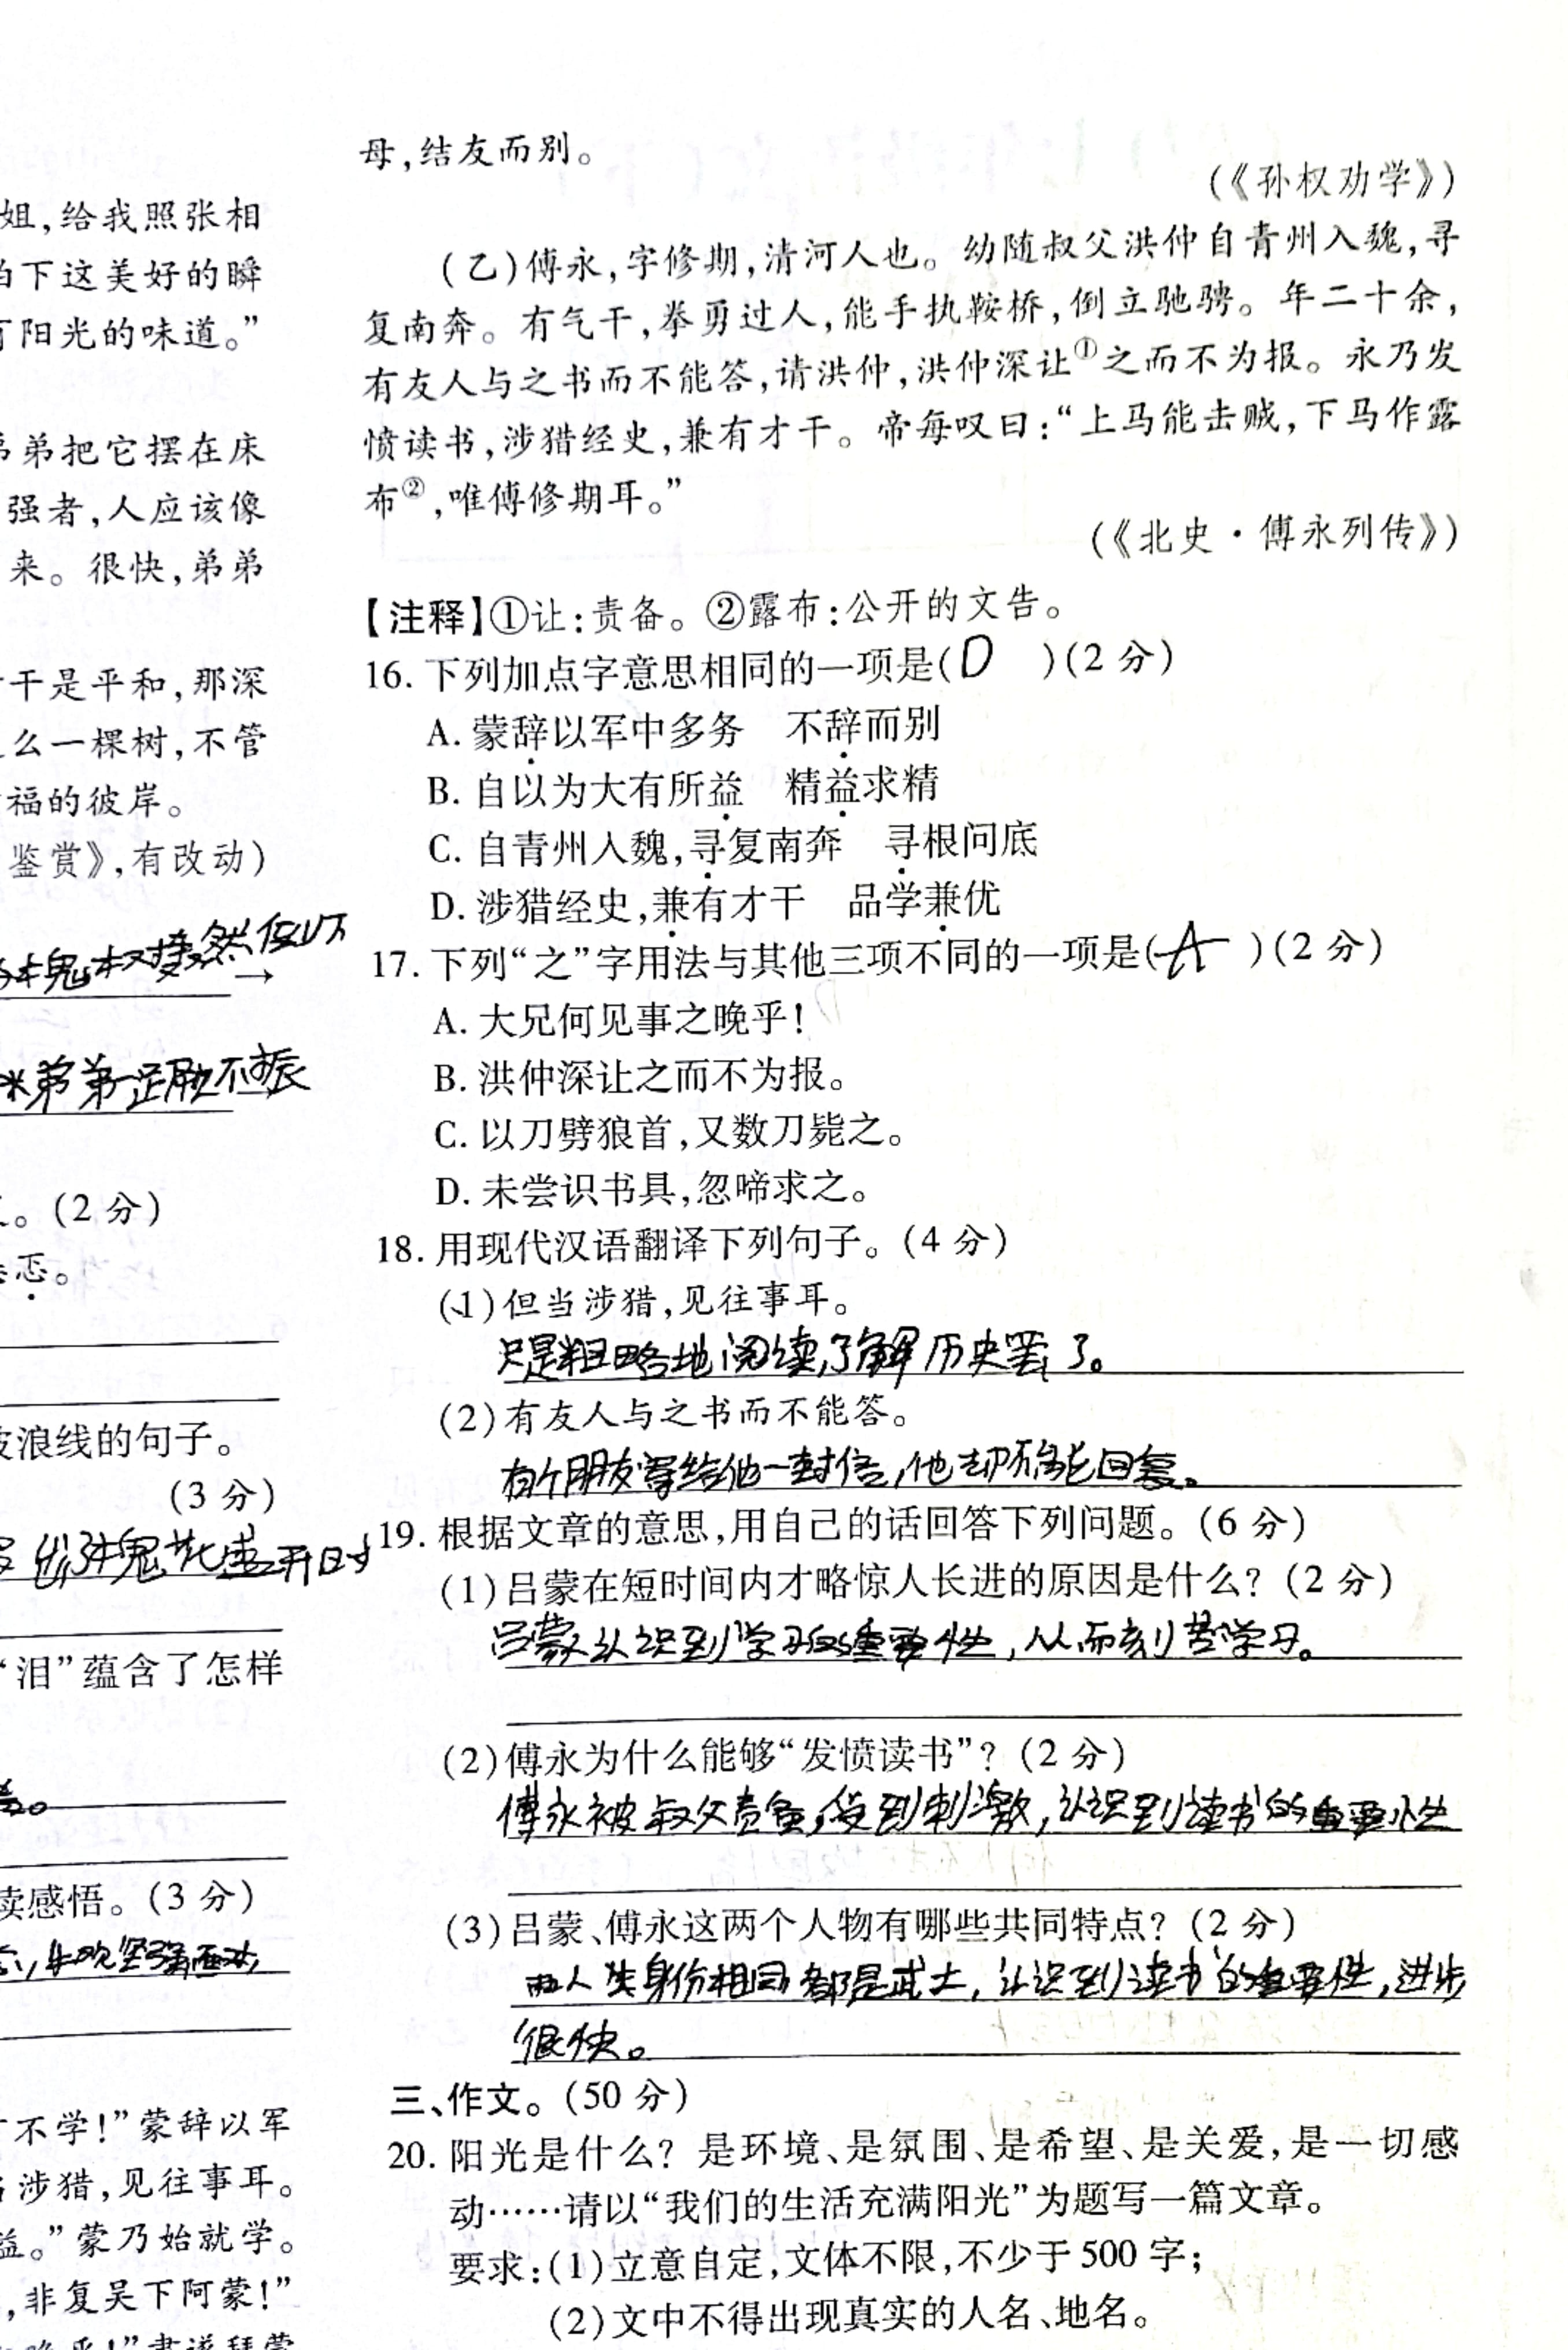 姐,给我照张相
拍下这美好的瞬
有阳光的味道。”
弟弟把它摆在床
强者,人应该像
来。很快,弟弟
干是平和,那深
么一棵树,不管
福的彼岸。
鉴赏》,有改动)
弟弟一蹶不振
。(2分)
恶。
波浪线的句子。
(3分)
“泪”蕴含了怎样
读感悟。(3分)
不学!”蒙辞以军
涉猎,见往事耳。
益。”蒙乃始就学。
,非复吴下阿蒙!”
母,结友而别。
(《孙权劝学》)
(乙)傅永,字修期,清河人也。幼随叔父洪仲自青州入魏,寻
复南奔。有气干,拳勇过人,能手执鞍桥,倒立驰骋。年二十余,
有友人与之书而不能答,请洪仲,洪仲深让①之而不为报。永乃发
愤读书,涉猎经史,兼有才干。帝每叹曰:“上马能击贼,下马作露
布②,唯傅修期耳。”
(《北史·傅永列传》)
【注释】①让:责备。②露布:公开的文告。
16. 下列加点字意思相同的一项是(D)(2分)
A. 蒙辞以军中多务 不辞而别
B. 自以为大有所益 精益求精
C. 自青州入魏,寻复南奔 寻根问底
D. 涉猎经史,兼有才干 品学兼优
17. 下列“之”字用法与其他三项不同的一项是(A)(2分)
A. 大兄何见事之晚乎!
B. 洪仲深让之而不为报。
C. 以刀劈狼首,又数刀毙之。
D. 未尝识书具,忽啼求之。
18. 用现代汉语翻译下列句子。(4分)
(1)但当涉猎,见往事耳。
只是粗略地阅读,了解历史罢了。
(2)有友人与之书而不能答。
有个朋友写给他一封信,他却不能回复。
19. 根据文章的意思,用自己的话回答下列问题。(6分)
(1)吕蒙在短时间内才略惊人长进的原因是什么?(2分)
吕蒙认识到学习的重要性,从而刻苦学习。
(2)傅永为什么能够“发愤读书”?(2分)
傅永被叔父责备,受到刺激,认识到读书的重要性
(3)吕蒙、傅永这两个人物有哪些共同特点?(2分)
两人身份相同都是武士,认识到读书的重要性,进步
很快。
三、作文。(50分)
20. 阳光是什么?是环境、是氛围、是希望、是关爱,是一切感
动……请以“我们的生活充满阳光”为题写一篇文章。
要求:(1)立意自定,文体不限,不少于500字;
(2)文中不得出现真实的人名、地名。